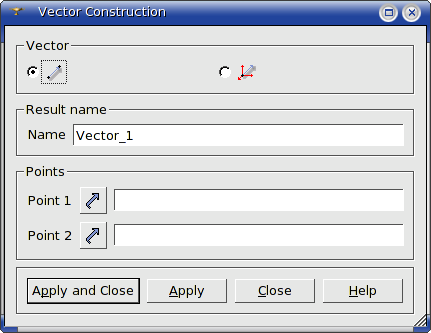 Vector Construction
Vector
Result name
Name Vector_1
Points
Point 1
Point 2
Apply and Close Apply Close Help